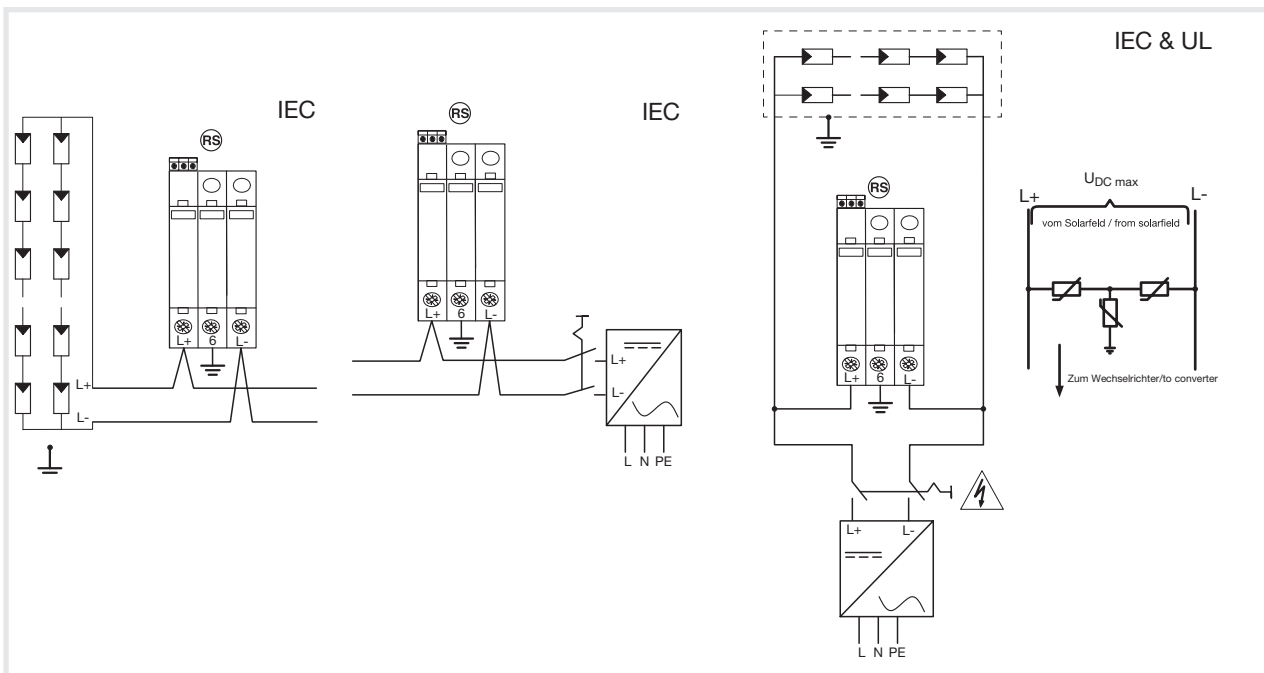 IEC
RS
L+ 6 L-
L+
L-
IEC
RS
L+ 6 L-
L+
L-
L N PE
IEC & UL
RS
L+ 6 L-
L+ L-
L N PE
UDC max
L+ L-
vom Solarfeld / from solarfield
Zum Wechselrichter/to converter